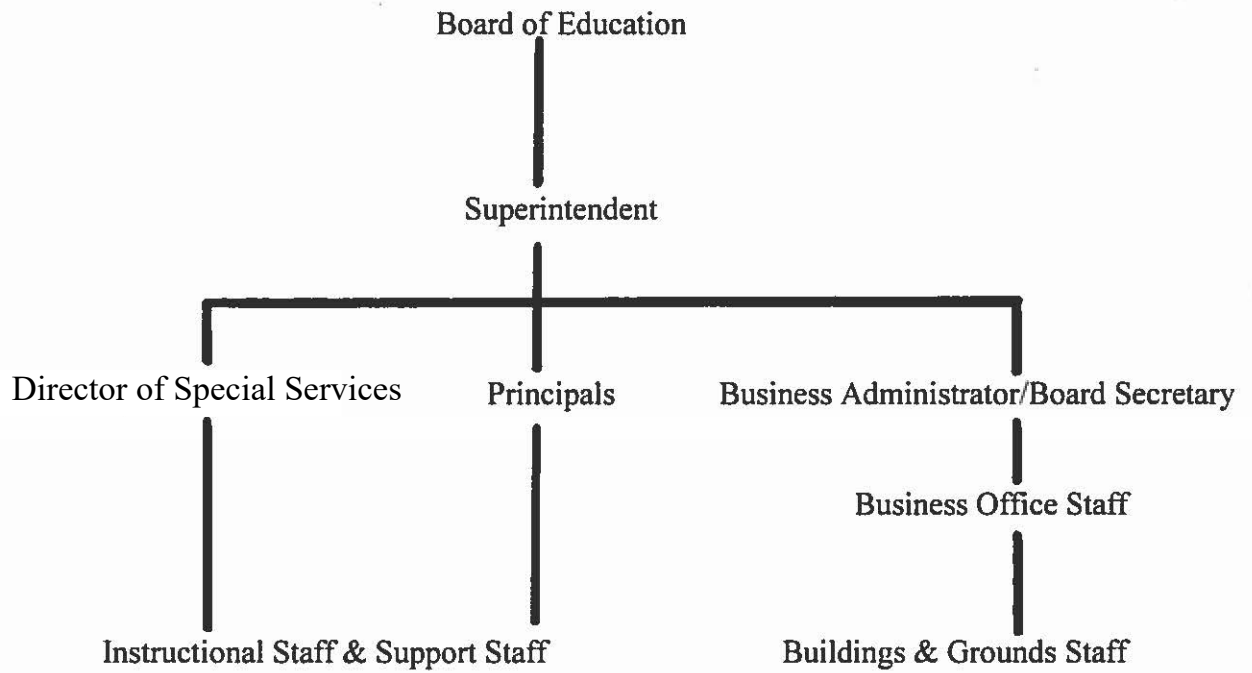 Board of Education
Superintendent
Director of Special Services
Principals
Business Administrator/Board Secretary
Business Office Staff
Instructional Staff & Support Staff
Buildings & Grounds Staff